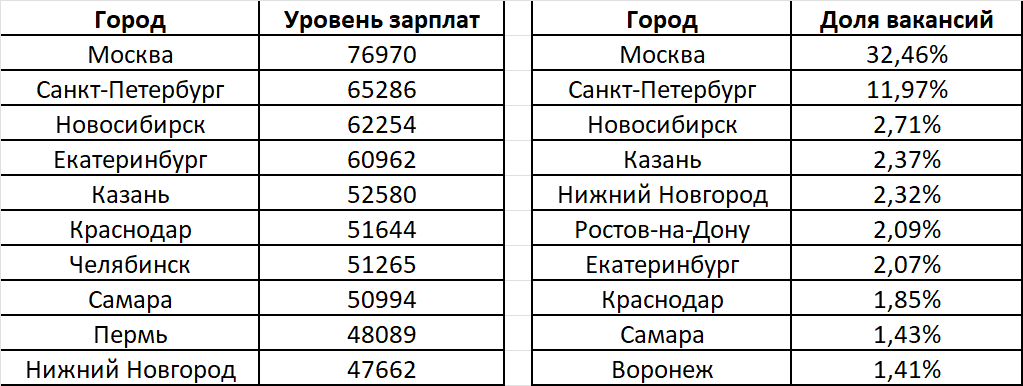 Город Уровень зарплат Город Доля вакансий
Москва 76970 Москва 32,46%
Санкт-Петербург 65286 Санкт-Петербург 11,97%
Новосибирск 62254 Новосибирск 2,71%
Екатеринбург 60962 Казань 2,37%
Казань 52580 Нижний Новгород 2,32%
Краснодар 51644 Ростов-на-Дону 2,09%
Челябинск 51265 Екатеринбург 2,07%
Самара 50994 Краснодар 1,85%
Пермь 48089 Самара 1,43%
Нижний Новгород 47662 Воронеж 1,41%